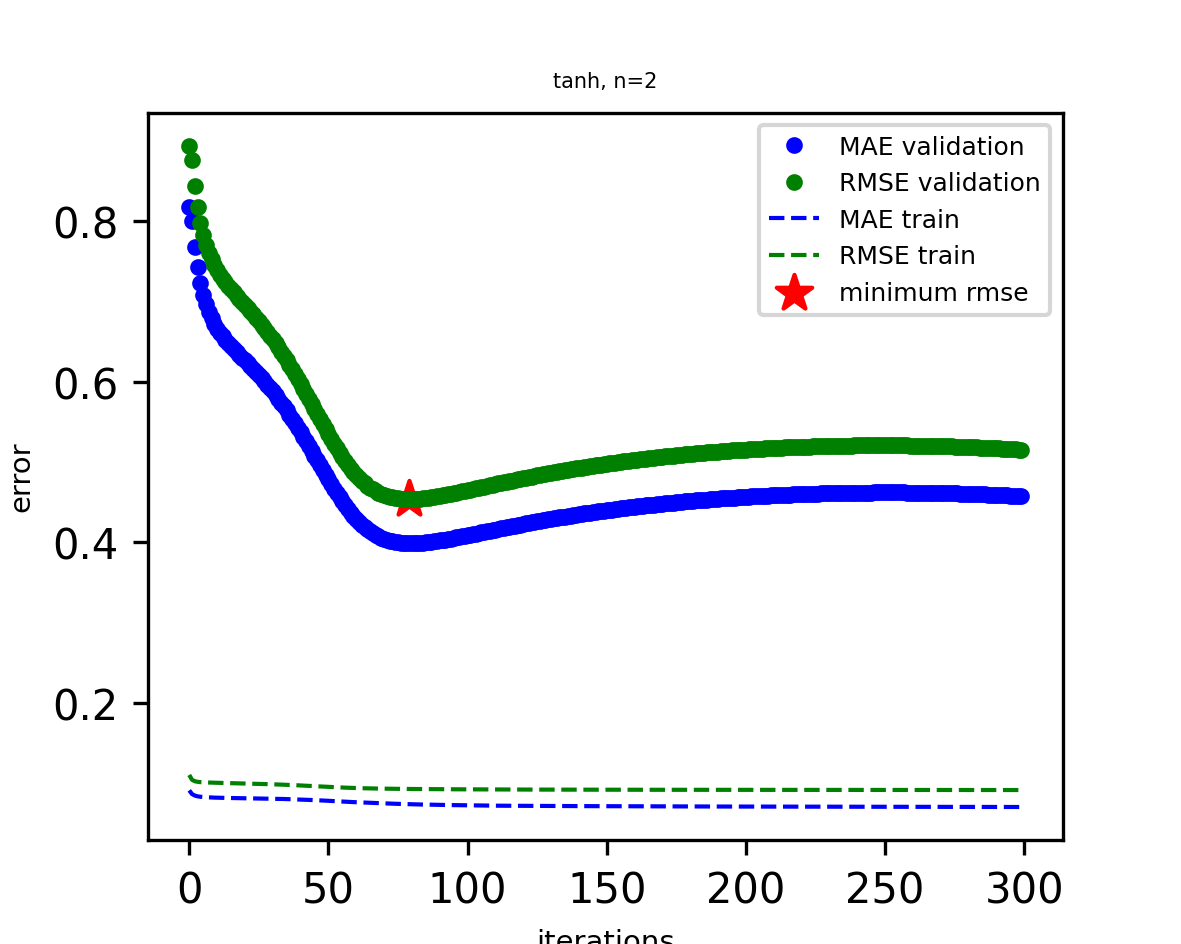 tanh, n=2
MAE validation
RMSE validation
MAE train
RMSE train
minimum rmse
error
0.8
0.6
0.4
0.2
0 50 100 150 200 250 300
iterations